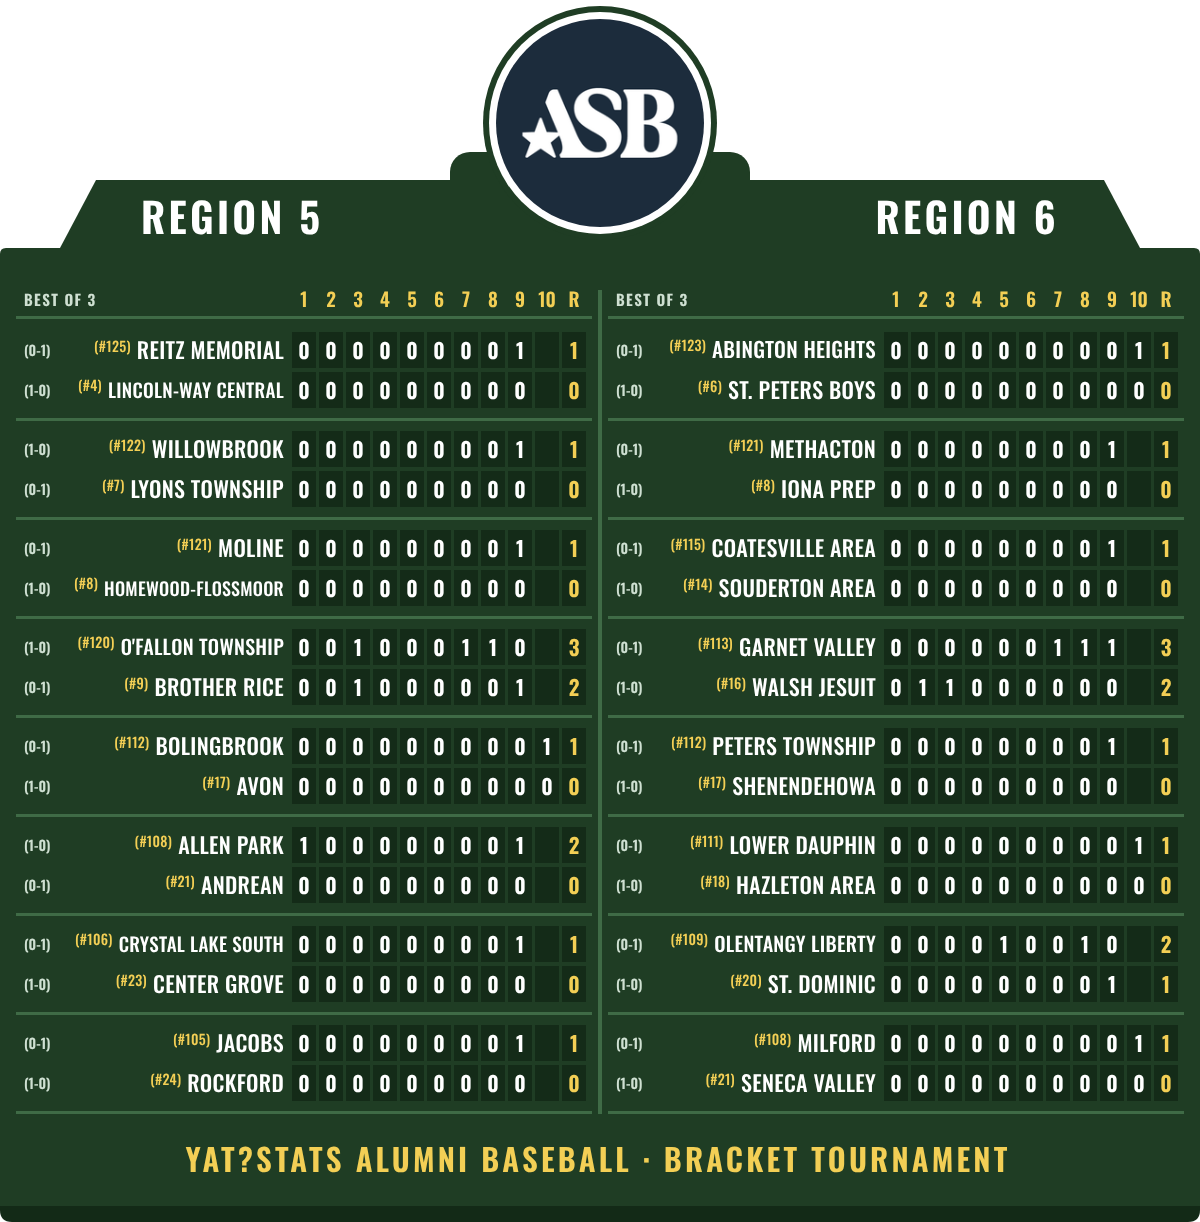 ASB
REGION 5
REGION 6
BEST OF 3 1 2 3 4 5 6 7 8 9 10 R
(0-1) (#125) REITZ MEMORIAL 0 0 0 0 0 0 0 0 1 1
(1-0) (#4) LINCOLN-WAY CENTRAL 0 0 0 0 0 0 0 0 0 0
(1-0) (#122) WILLOWBROOK 0 0 0 0 0 0 0 0 1 1
(0-1) (#7) LYONS TOWNSHIP 0 0 0 0 0 0 0 0 0 0
(0-1) (#121) MOLINE 0 0 0 0 0 0 0 0 1 1
(1-0) (#8) HOMEWOOD-FLOSSMOOR 0 0 0 0 0 0 0 0 0 0
(1-0) (#120) O'FALLON TOWNSHIP 0 0 1 0 0 0 1 1 0 3
(0-1) (#9) BROTHER RICE 0 0 1 0 0 0 0 0 1 2
(0-1) (#112) BOLINGBROOK 0 0 0 0 0 0 0 0 0 1 1
(1-0) (#17) AVON 0 0 0 0 0 0 0 0 0 0 0
(1-0) (#108) ALLEN PARK 1 0 0 0 0 0 0 0 1 2
(0-1) (#21) ANDREAN 0 0 0 0 0 0 0 0 0 0
(0-1) (#106) CRYSTAL LAKE SOUTH 0 0 0 0 0 0 0 0 1 1
(1-0) (#23) CENTER GROVE 0 0 0 0 0 0 0 0 0 0
(0-1) (#105) JACOBS 0 0 0 0 0 0 0 0 1 1
(1-0) (#24) ROCKFORD 0 0 0 0 0 0 0 0 0 0
BEST OF 3 1 2 3 4 5 6 7 8 9 10 R
(0-1) (#123) ABINGTON HEIGHTS 0 0 0 0 0 0 0 0 0 1 1
(1-0) (#6) ST. PETERS BOYS 0 0 0 0 0 0 0 0 0 0 0
(0-1) (#121) METHACTON 0 0 0 0 0 0 0 0 1 1
(1-0) (#8) IONA PREP 0 0 0 0 0 0 0 0 0 0
(0-1) (#115) COATESVILLE AREA 0 0 0 0 0 0 0 0 1 1
(1-0) (#14) SOUDERTON AREA 0 0 0 0 0 0 0 0 0 0
(0-1) (#113) GARNET VALLEY 0 0 0 0 0 0 1 1 1 3
(1-0) (#16) WALSH JESUIT 0 1 1 0 0 0 0 0 0 2
(0-1) (#112) PETERS TOWNSHIP 0 0 0 0 0 0 0 0 1 1
(1-0) (#17) SHENENDEHOWA 0 0 0 0 0 0 0 0 0 0
(0-1) (#111) LOWER DAUPHIN 0 0 0 0 0 0 0 0 0 1 1
(1-0) (#18) HAZLETON AREA 0 0 0 0 0 0 0 0 0 0 0
(0-1) (#109) OLENTANGY LIBERTY 0 0 0 0 1 0 0 1 0 2
(1-0) (#20) ST. DOMINIC 0 0 0 0 0 0 0 0 1 1
(0-1) (#108) MILFORD 0 0 0 0 0 0 0 0 0 1 1
(1-0) (#21) SENECA VALLEY 0 0 0 0 0 0 0 0 0 0 0
YAT?STATS ALUMNI BASEBALL · BRACKET TOURNAMENT